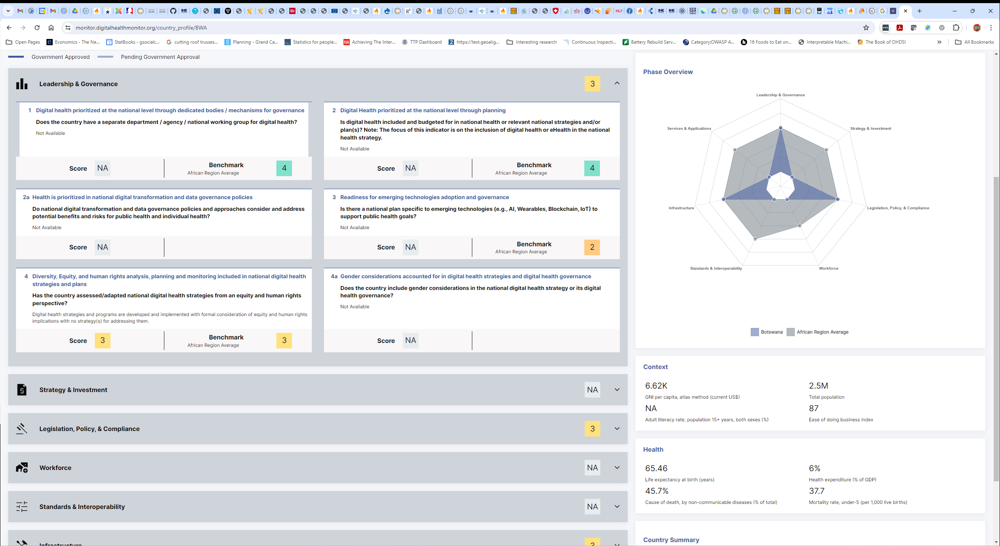 monitor.digitalhealthmonitor.org/country_profile/BWA
Open Pages
Evonomics - The Ne...
StatBooks - gsocialc...
cutting roof trusses...
Planning - Grand Ca...
Statistics for people...
Achieving The Inter...
TTP Dashboard
https://test.geoalig...
Interesting research
Continuous Inspecti...
Battery Rebuild Serv...
Category:OWASP A...
16 Foods to Eat on...
Interpretable Machi...
The Book of OHDSI
All Bookmarks
Government Approved
Pending Government Approval
Leadership & Governance
3
1 Digital health prioritized at the national level through dedicated bodies / mechanisms for governance
Does the country have a separate department / agency / national working group for digital health?
Not Available
Score NA
Benchmark
African Region Average
4
2 Digital Health prioritized at the national level through planning
Is digital health included and budgeted for in national health or relevant national strategies and/or
plan(s)? Note: The focus of this indicator is on the inclusion of digital health or eHealth in the national
health strategy.
Not Available
Score NA
Benchmark
African Region Average
4
2a Health is prioritized in national digital transformation and data governance policies
Do national digital transformation and data governance policies and approaches consider and address
potential benefits and risks for public health and individual health?
Not Available
Score NA
3 Readiness for emerging technologies adoption and governance
Is there a national plan specific to emerging technologies (e.g., AI, Wearables, Blockchain, IoT) to
support public health goals?
Not Available
Score NA
Benchmark
African Region Average
2
4 Diversity, Equity, and human rights analysis, planning and monitoring included in national digital health
strategies and plans
Has the country assessed/adapted national digital health strategies from an equity and human rights
perspective?
Digital health strategies and programs are developed and implemented with formal consideration of equity and human rights
implications with no strategy(s) for addressing them.
Score 3
Benchmark
African Region Average
3
4a Gender considerations accounted for in digital health strategies and digital health governance
Does the country include gender considerations in the national digital health strategy or its digital
health governance?
Not Available
Score NA
Strategy & Investment
NA
Legislation, Policy, & Compliance
3
Workforce
NA
Standards & Interoperability
NA
Infrastructure
3
Phase Overview
Leadership & Governance
Services & Applications
Strategy & Investment
Infrastructure
Legislation, Policy, & Compliance
Standards & Interoperability
Workforce
Botswana
African Region Average
Context
6.62K
GNI per capita, atlas method (current US$)
2.5M
Total population
NA
Adult literacy rate, population 15+ years, both sexes (%)
87
Ease of doing business index
Health
65.46
Life expectancy at birth (years)
6%
Health expenditure (% of GDP)
45.7%
Cause of death, by non-communicable diseases (% of total)
37.7
Mortality rate, under-5 (per 1,000 live births)
Country Summary